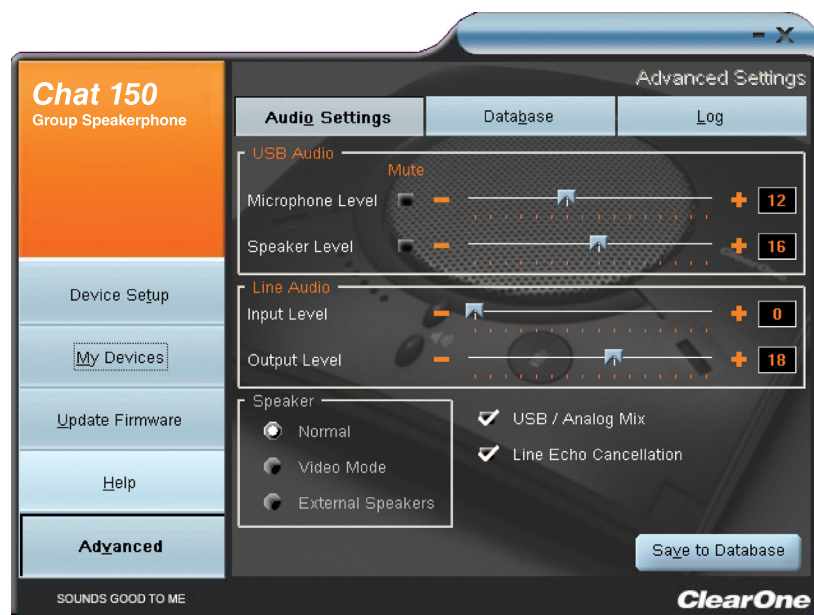 Chat 150
Group Speakerphone
Advanced Settings
Audio Settings
Database
Log
USB Audio
Mute
Microphone Level
12
Speaker Level
16
Line Audio
Input Level
0
Output Level
18
Speaker
Normal
Video Mode
External Speakers
USB / Analog Mix
Line Echo Cancellation
Device Setup
My Devices
Update Firmware
Help
Advanced
Save to Database
SOUNDS GOOD TO ME
ClearOne